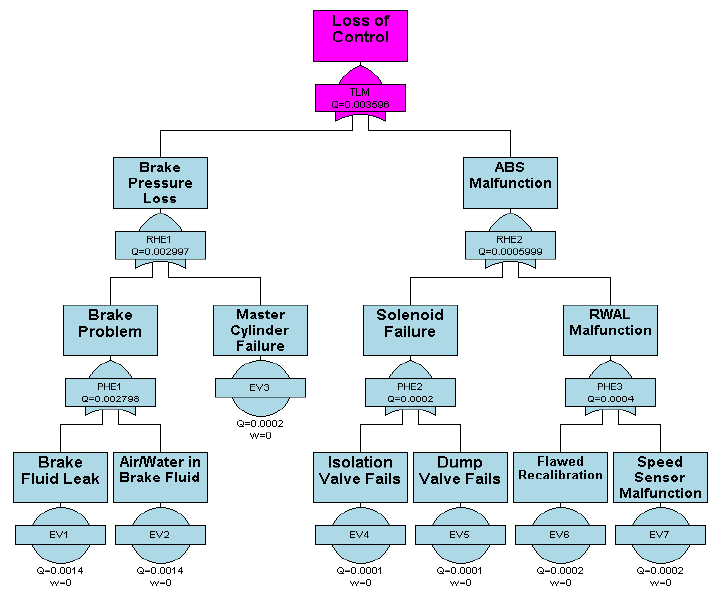 Loss of
Control
TLM
Q=0.003596
Brake
Pressure
Loss
RHE1
Q=0.002997
ABS
Malfunction
RHE2
Q=0.0005999
Brake
Problem
PHE1
Q=0.002798
Master
Cylinder
Failure
EV3
Q=0.0002
w=0
Solenoid
Failure
PHE2
Q=0.0002
RWAL
Malfunction
PHE3
Q=0.0004
Brake
Fluid Leak
EV1
Q=0.0014
w=0
Air/Water in
Brake Fluid
EV2
Q=0.0014
w=0
Isolation
Valve Fails
EV4
Q=0.0001
w=0
Dump
Valve Fails
EV5
Q=0.0001
w=0
Flawed
Recalibration
EV6
Q=0.0002
w=0
Speed
Sensor
Malfunction
EV7
Q=0.0002
w=0